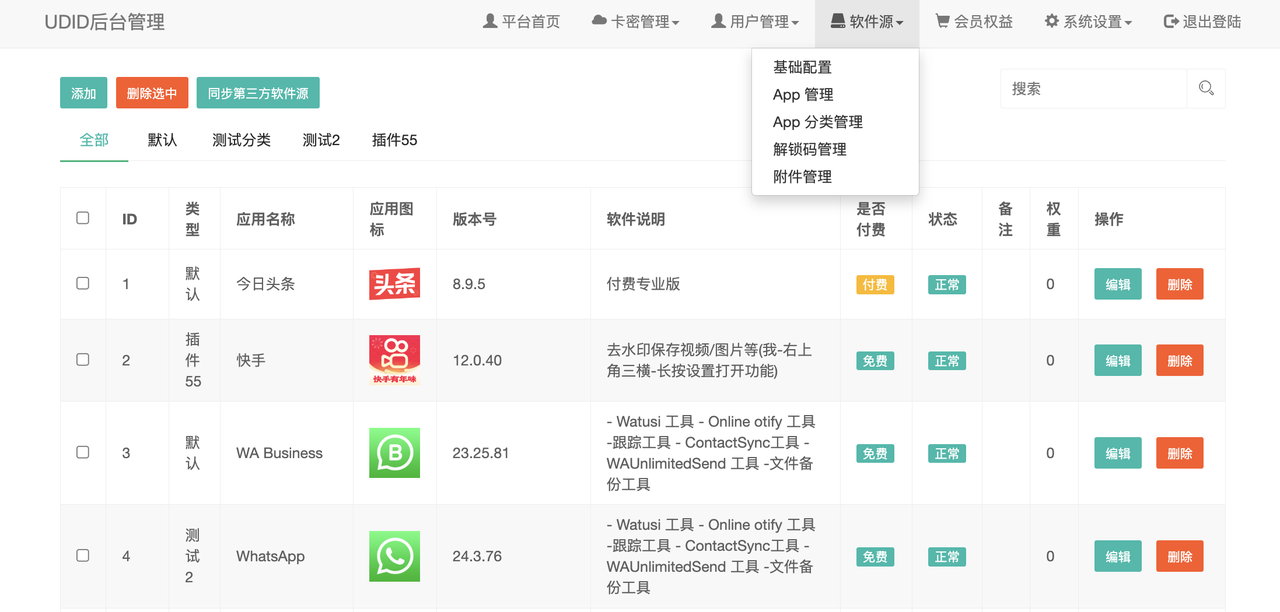 UDID后台管理
平台首页
卡密管理
用户管理
软件源
会员权益
系统设置
退出登陆
基础配置
App 管理
App 分类管理
解锁码管理
附件管理
添加
删除选中
同步第三方软件源
搜索
全部
默认
测试分类
测试2
插件55
ID
类
型
应用名称
应用图
标
版本号
软件说明
是否
付费
状态
备
注
权
重
操作
1
默
认
今日头条
头条
8.9.5
付费专业版
付费
正常
0
编辑
删除
2
插
件
55
快手
快手有年味
12.0.40
去水印保存视频/图片等(我-右上
角三横-长按设置打开功能)
免费
正常
0
编辑
删除
3
默
认
WA Business
B
23.25.81
- Watusi 工具 - Online otify 工具
-跟踪工具 - ContactSync工具 -
WAUnlimitedSend 工具 -文件备
份工具
免费
正常
0
编辑
删除
4
测
试
2
WhatsApp
24.3.76
- Watusi 工具 - Online otify 工具
-跟踪工具 - ContactSync工具 -
WAUnlimitedSend 工具 -文件备
份工具
免费
正常
0
编辑
删除